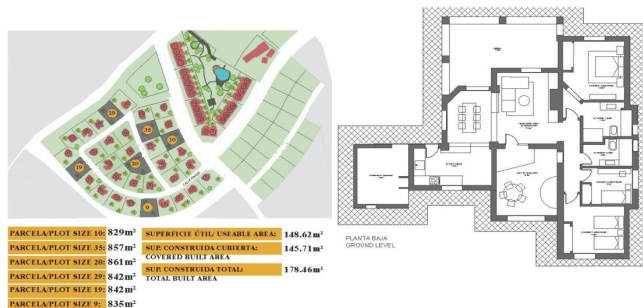 29
35
10
20
19
9
PARCELA/PLOT SIZE 10: 829m²
PARCELA/PLOT SIZE 35: 857m²
PARCELA/PLOT SIZE 20: 861m²
PARCELA/PLOT SIZE 29: 842m²
PARCELA/PLOT SIZE 19: 842m²
PARCELA/PLOT SIZE 9: 835m²
SUPERFICIE ÚTIL/ USEABLE AREA: 148.62m²
SUP. CONSTRUIDA CUBIERTA: 145.71m²
COVERED BUILT AREA
SUP. CONSTRUIDA TOTAL: 178.46m²
TOTAL BUILT AREA
PLANTA BAJA
GROUND LEVEL